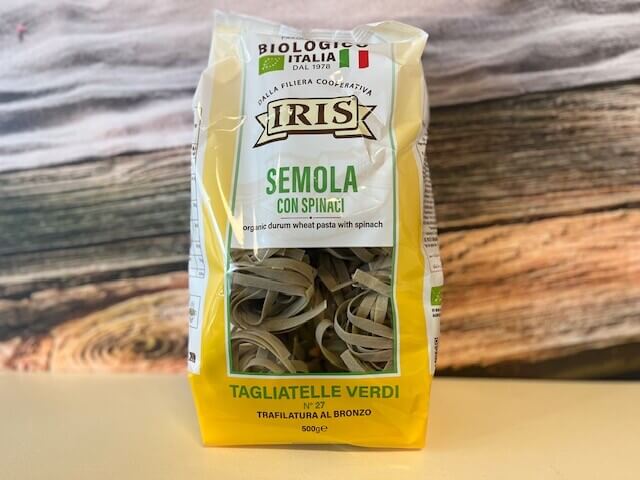 BIOLOGICO
ITALIA
DAL 1978
DALLA FILIERA COOPERATIVA
IRIS
SEMOLA
CON SPINACI
organic durum wheat pasta with spinach
TAGLIATELLE VERDI
N° 27
TRAFILATURA AL BRONZO
500g℮